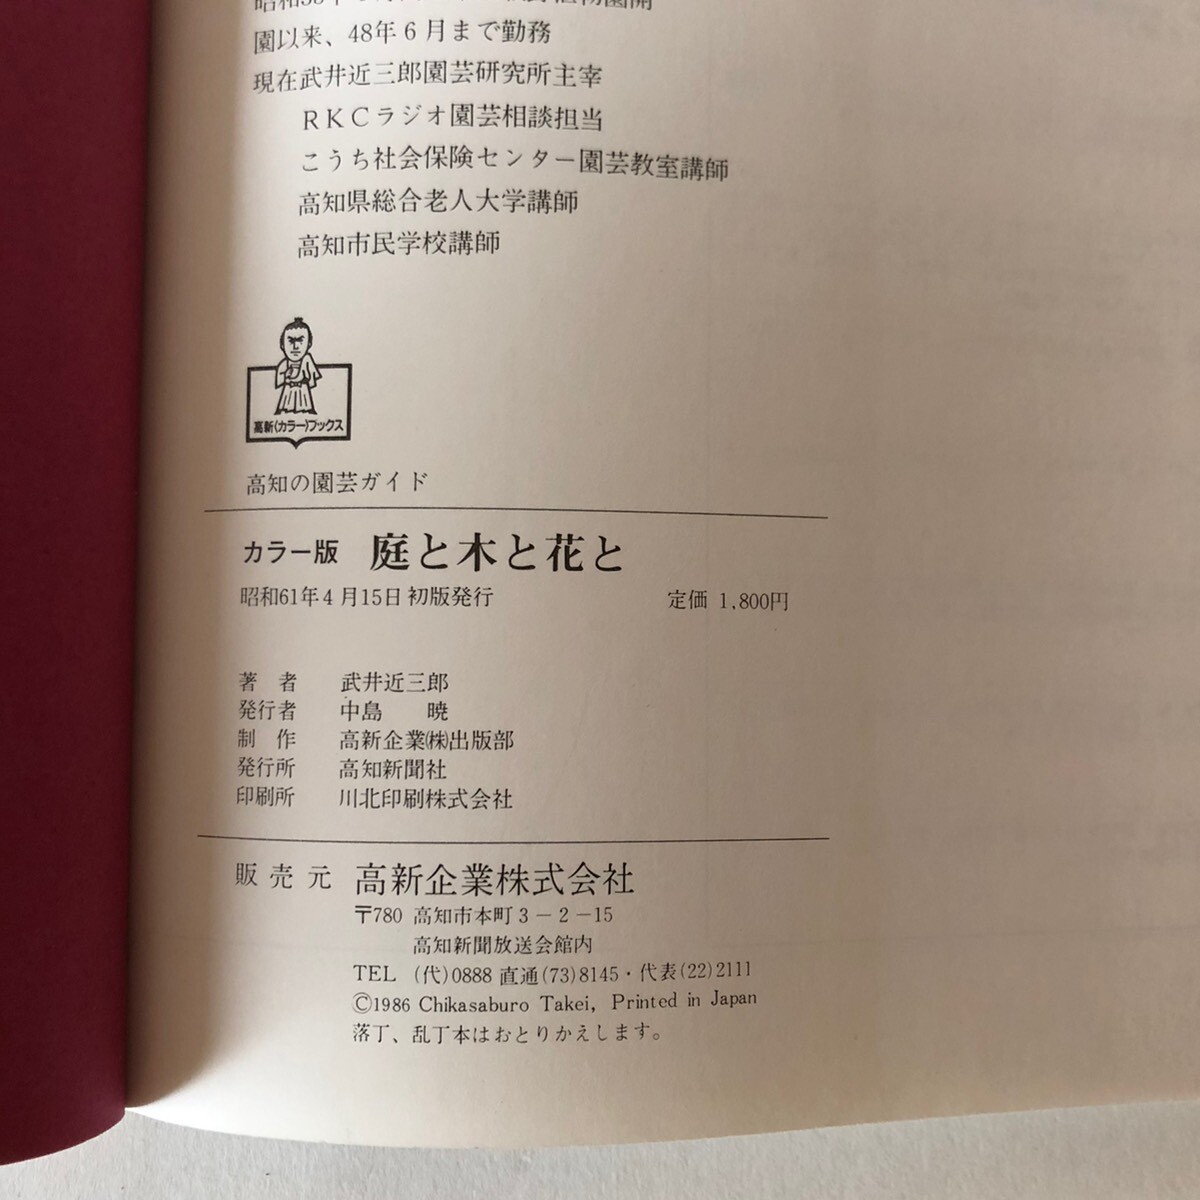 園以来、48年6月まで勤務
現在武井近三郎園芸研究所主宰
RKCラジオ園芸相談担当
こうち社会保険センター園芸教室講師
高知県総合老人大学講師
高知市民学校講師
高新(カラー)ブックス
高知の園芸ガイド
カラー版 庭と木と花と
昭和61年4月15日初版発行 定価 1,800円
著 者 武井近三郎
発行者 中島 暁
制 作 高新企業㈱出版部
発行所 高知新聞社
印刷所 川北印刷株式会社
販売元 高新企業株式会社
〒780 高知市本町3-2-15
高知新聞放送会館内
TEL (代)0888 直通(73)8145・代表(22)2111
©1986 Chikasaburo Takei, Printed in Japan
落丁、乱丁本はおとりかえします。